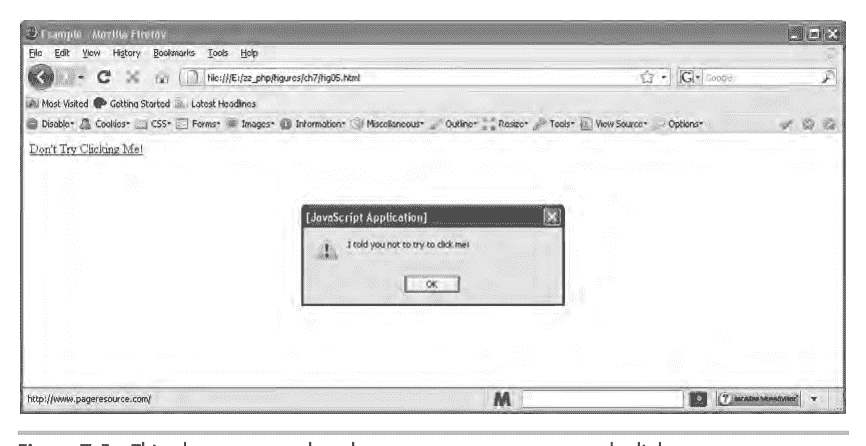 Example - Mozilla Firefox
File Edit View History Bookmarks Tools Help
file:///E:/zz_php/figures/ch7/fig05.html
G Google
Most Visited Getting Started Latest Headlines
Disable Cookies CSS Forms Images Information Miscellaneous Outline Resize Tools View Source Options
Don't Try Clicking Me!
[JavaScript Application]
I told you not to try to click me!
OK
http://www.pageresource.com/
M